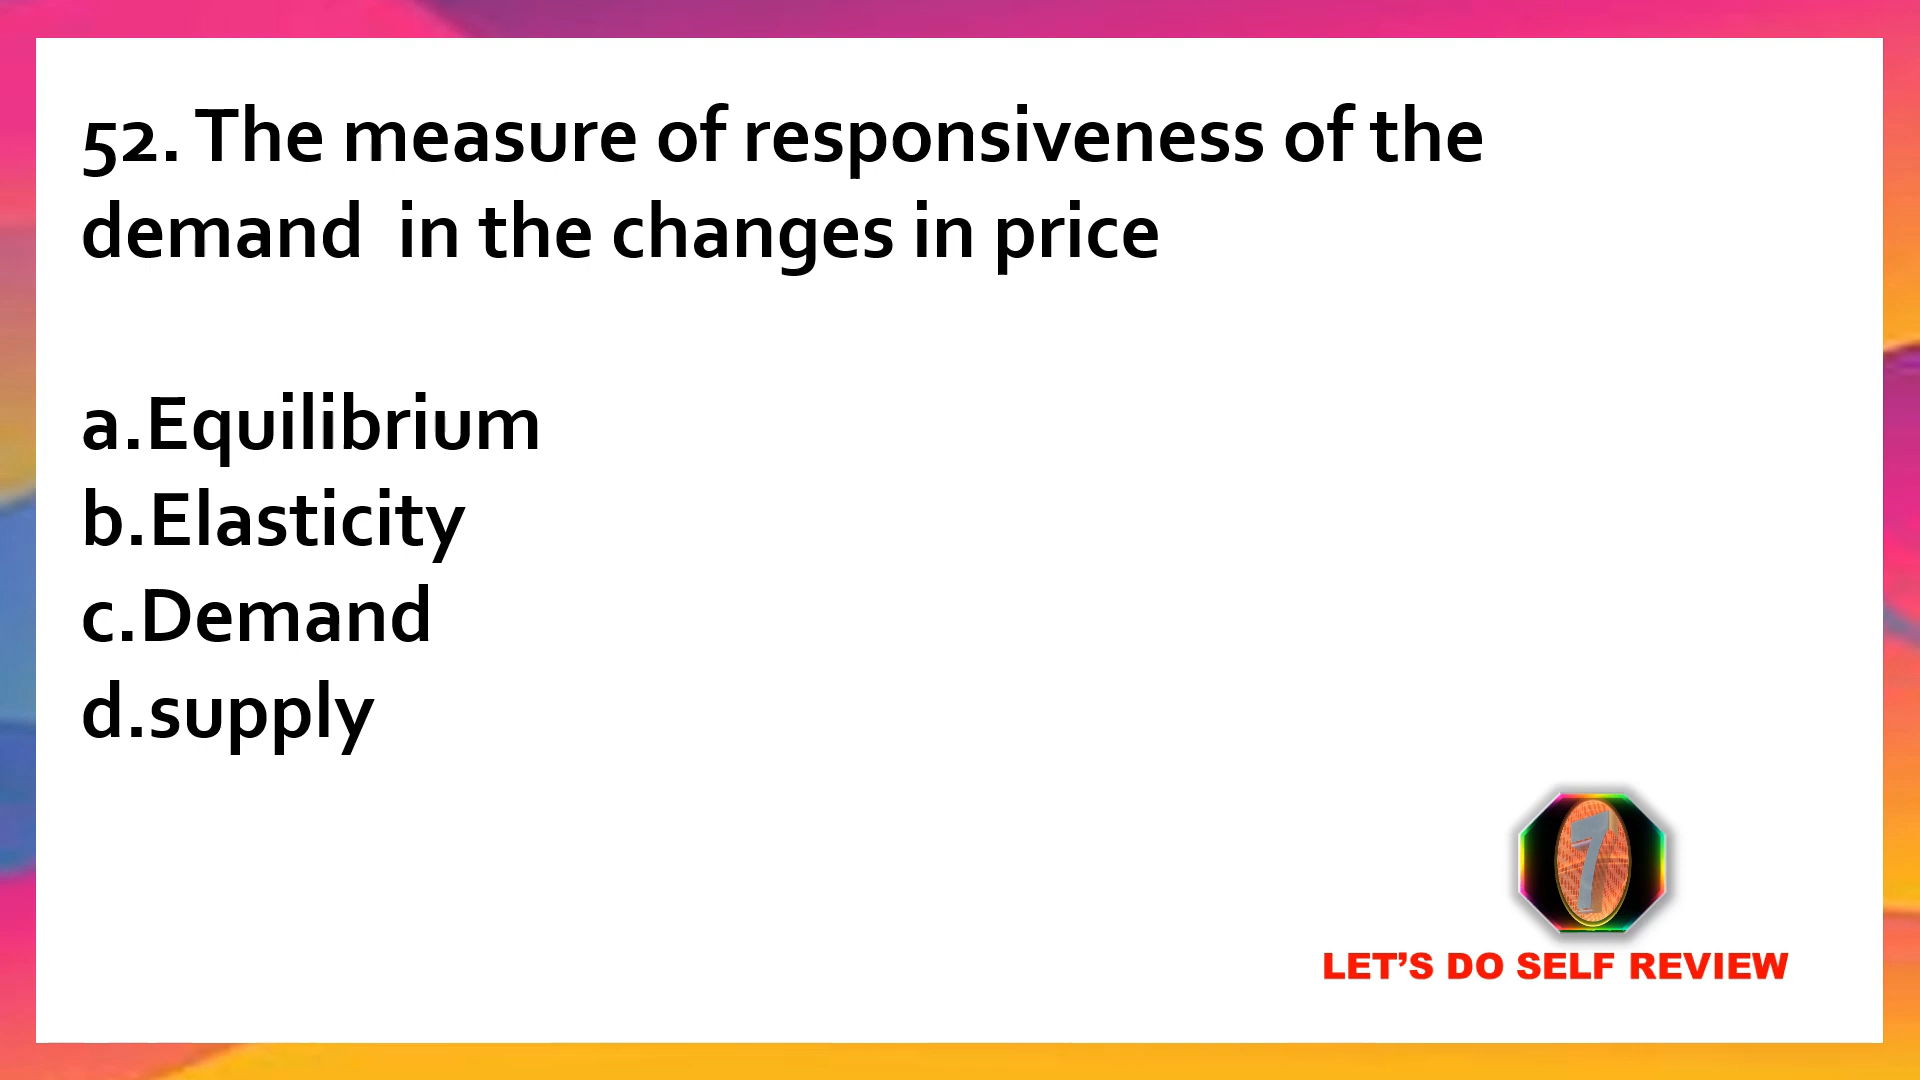 52. The measure of responsiveness of the
demand  in the changes in price
a.Equilibrium
b.Elasticity
c.Demand
d.supply
7
LET’S DO SELF REVIEW